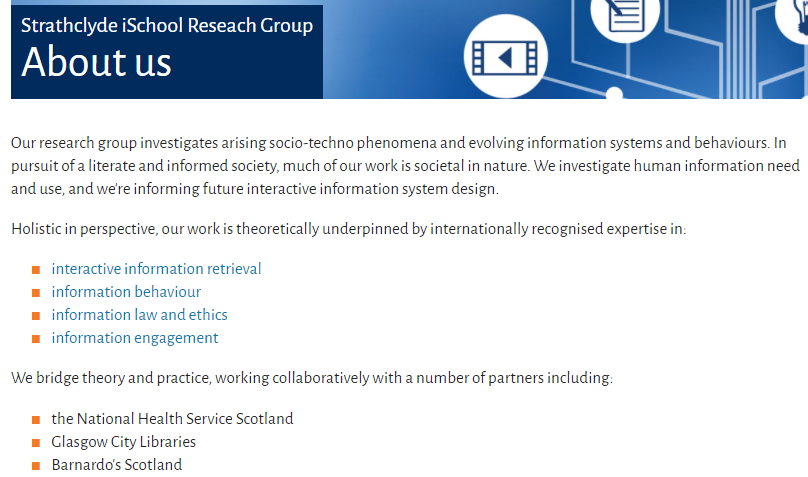 Strathclyde iSchool Reseach Group
About us
Our research group investigates arising socio-techno phenomena and evolving information systems and behaviours. In
pursuit of a literate and informed society, much of our work is societal in nature. We investigate human information need
and use, and we're informing future interactive information system design.
Holistic in perspective, our work is theoretically underpinned by internationally recognised expertise in:
interactive information retrieval
information behaviour
information law and ethics
information engagement
We bridge theory and practice, working collaboratively with a number of partners including:
the National Health Service Scotland
Glasgow City Libraries
Barnardo's Scotland